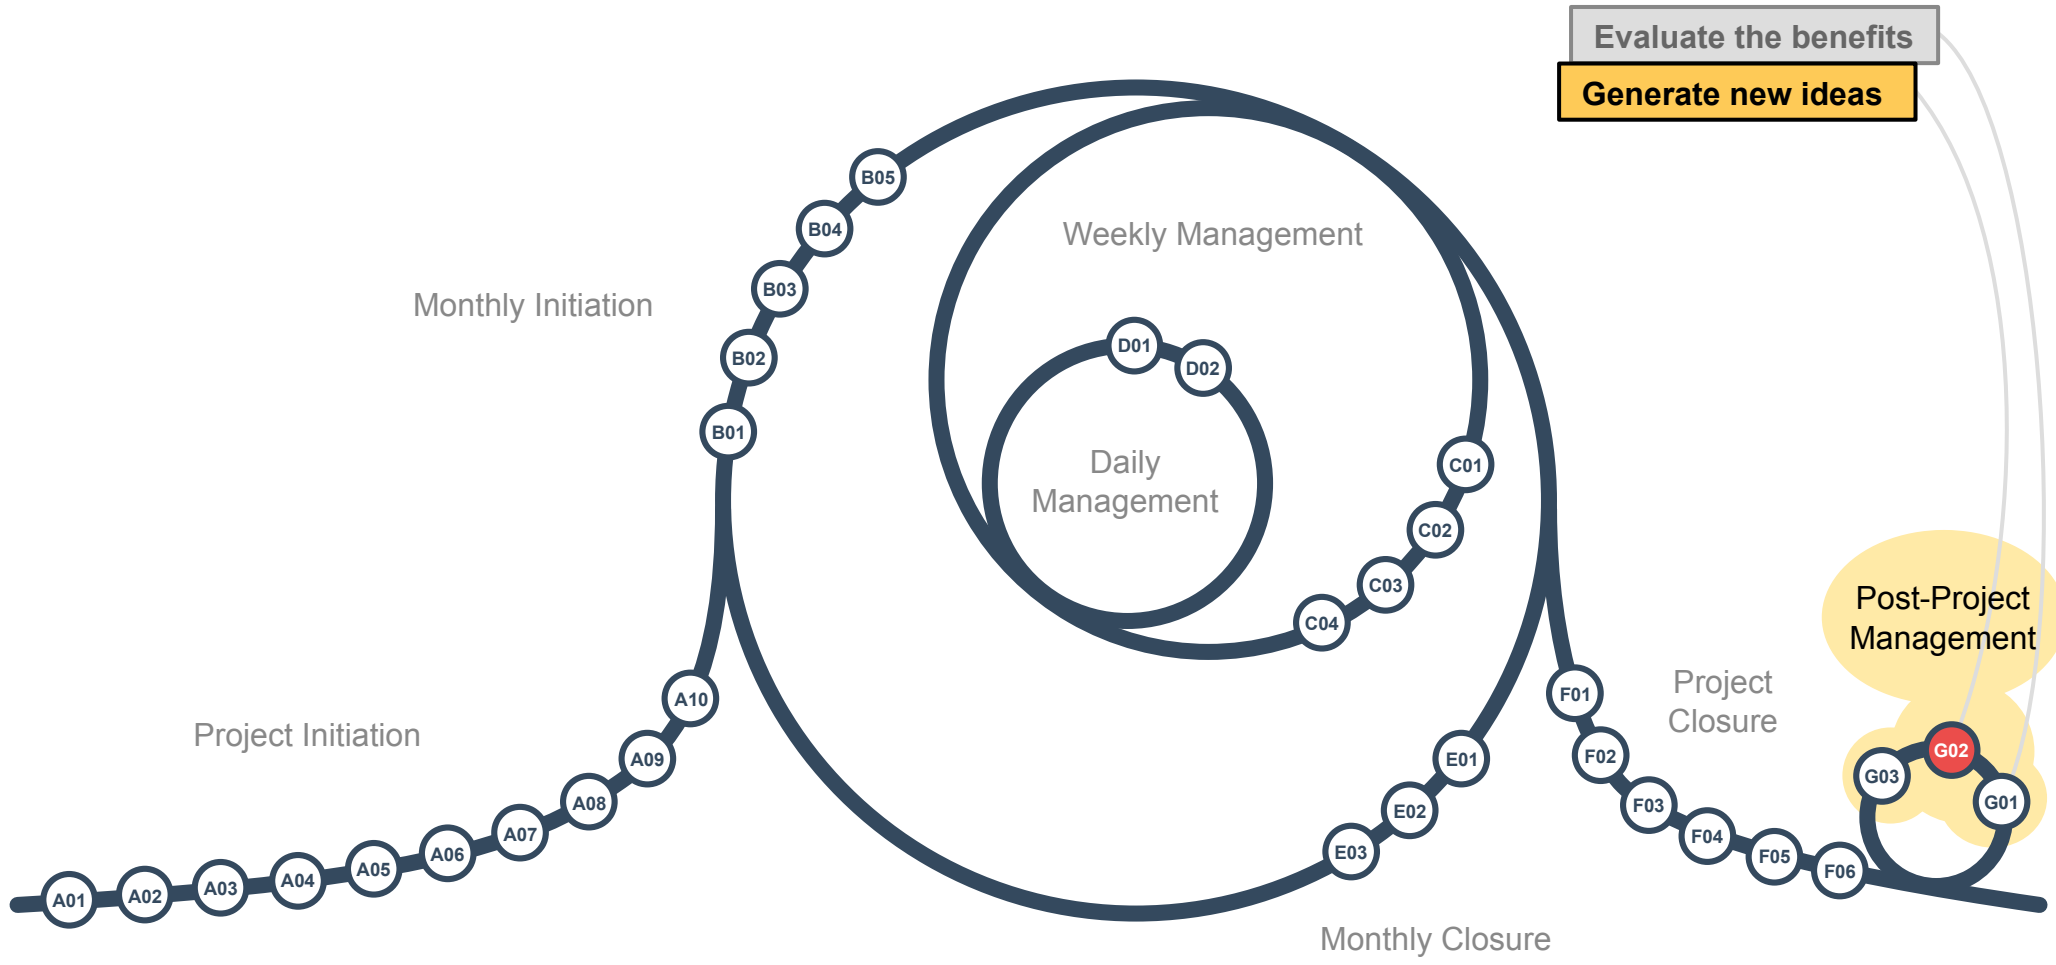 Evaluate the benefits
Generate new ideas
B05
B04
Weekly Management
B03
Monthly Initiation
D01
B02
D02
B01
Daily
Management
C01
C02
C03
C04
Post-Project
Management
A10
Project
Closure
F01
Project Initiation
A09
E01
F02
G02
G03
G01
A08
E02
F03
A07
F04
A06
E03
F05
A05
F06
A04
A03
A02
A01
Monthly Closure